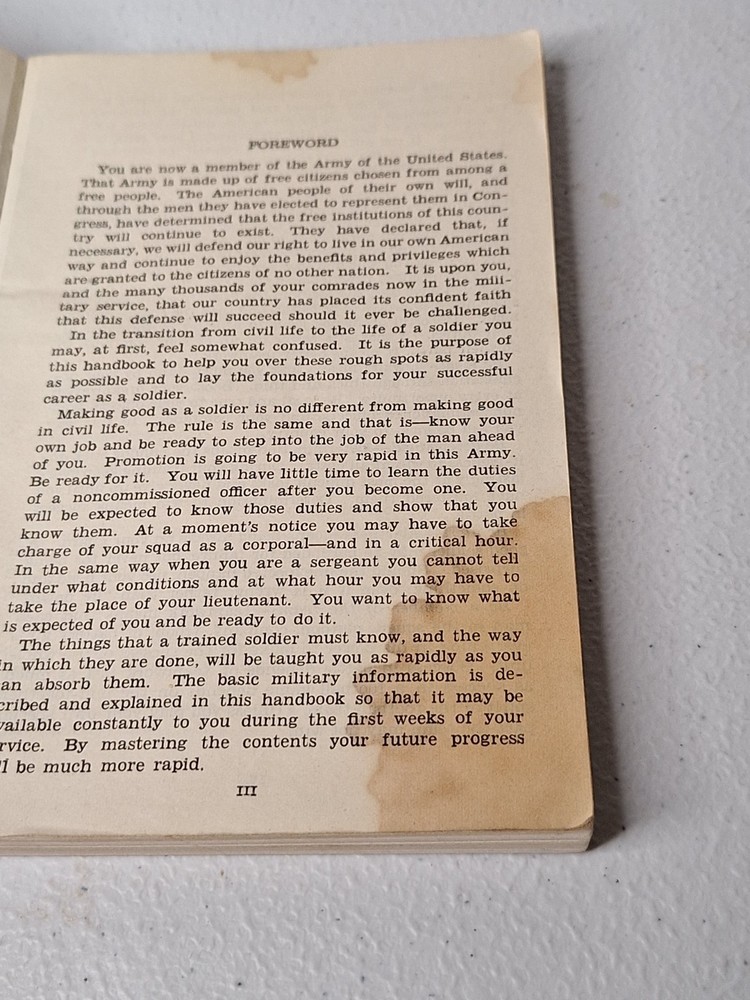 FOREWORD
You are now a member of the Army of the United States.
That Army is made up of free citizens chosen from among a
free people. The American people of their own will, and
through the men they have elected to represent them in Con-
gress, have determined that the free institutions of this coun-
try will continue to exist. They have declared that, if
necessary, we will defend our right to live in our own American
way and continue to enjoy the benefits and privileges which
are granted to the citizens of no other nation. It is upon you,
and the many thousands of your comrades now in the mili-
tary service, that our country has placed its confident faith
that this defense will succeed should it ever be challenged.
In the transition from civil life to the life of a soldier you
may, at first, feel somewhat confused. It is the purpose of
this handbook to help you over these rough spots as rapidly
as possible and to lay the foundations for your successful
career as a soldier.
Making good as a soldier is no different from making good
in civil life. The rule is the same and that is—know your
own job and be ready to step into the job of the man ahead
of you. Promotion is going to be very rapid in this Army.
Be ready for it. You will have little time to learn the duties
of a noncommissioned officer after you become one. You
will be expected to know those duties and show that you
know them. At a moment's notice you may have to take
charge of your squad as a corporal—and in a critical hour.
In the same way when you are a sergeant you cannot tell
under what conditions and at what hour you may have to
take the place of your lieutenant. You want to know what
is expected of you and be ready to do it.
The things that a trained soldier must know, and the way
in which they are done, will be taught you as rapidly as you
an absorb them. The basic military information is de-
cribed and explained in this handbook so that it may be
vailable constantly to you during the first weeks of your
rvice. By mastering the contents your future progress
ll be much more rapid.
III